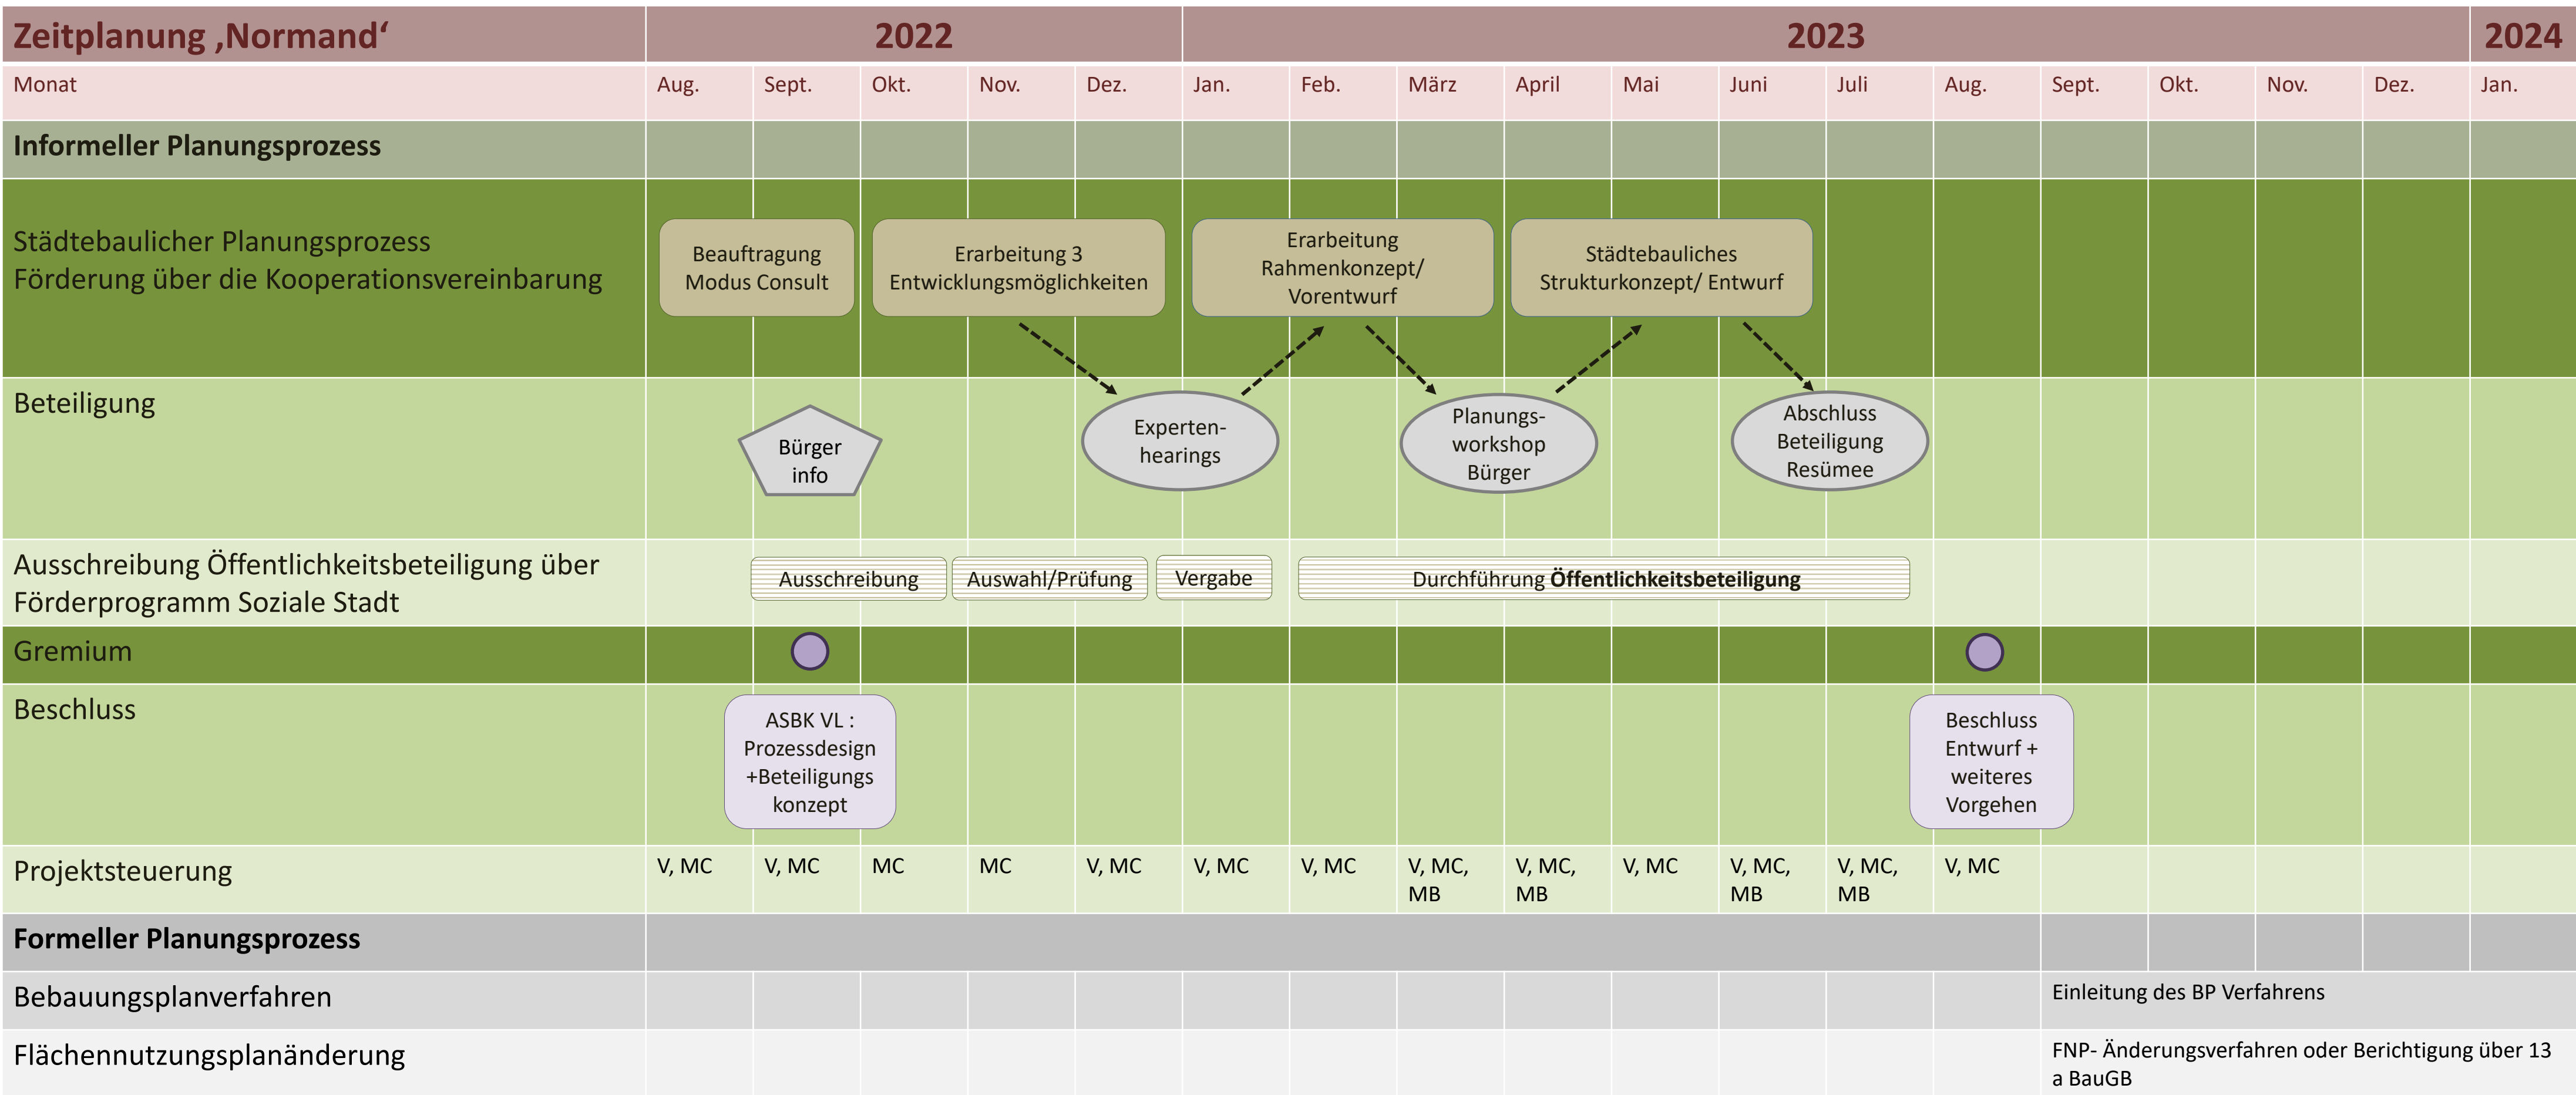 Zeitplanung ‚Normand‘ 2022 2023 2024
Monat Aug. Sept. Okt. Nov. Dez. Jan. Feb. März April Mai Juni Juli Aug. Sept. Okt. Nov. Dez. Jan.
Informeller Planungsprozess
Städtebaulicher Planungsprozess
Förderung über die Kooperationsvereinbarung
Beauftragung
Modus Consult
Erarbeitung 3
Entwicklungsmöglichkeiten
Erarbeitung
Rahmenkonzept/
Vorentwurf
Städtebauliches
Strukturkonzept/ Entwurf
Beteiligung
Bürger
info
Experten-
hearings
Planungs-
workshop
Bürger
Abschluss
Beteiligung
Resümee
Ausschreibung Öffentlichkeitsbeteiligung über
Förderprogramm Soziale Stadt
Ausschreibung
Auswahl/Prüfung
Vergabe
Durchführung Öffentlichkeitsbeteiligung
Gremium
Beschluss
ASBK VL :
Prozessdesign
+Beteiligungs
konzept
Beschluss
Entwurf +
weiteres
Vorgehen
Projektsteuerung
V, MC
V, MC
MC
MC
V, MC
V, MC
V, MC
V, MC,
MB
V, MC,
MB
V, MC
V, MC,
MB
V, MC,
MB
V, MC
Formeller Planungsprozess
Bebauungsplanverfahren
Einleitung des BP Verfahrens
Flächennutzungsplanänderung
FNP- Änderungsverfahren oder Berichtigung über 13
a BauGB